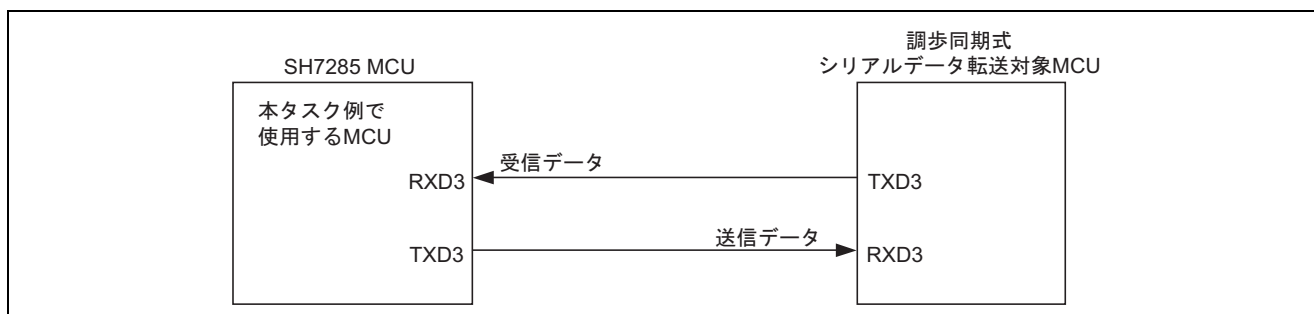 SH7285 MCU
本タスク例で
使用するMCU
RXD3
TXD3
受信データ
送信データ
調歩同期式
シリアルデータ転送対象MCU
TXD3
RXD3